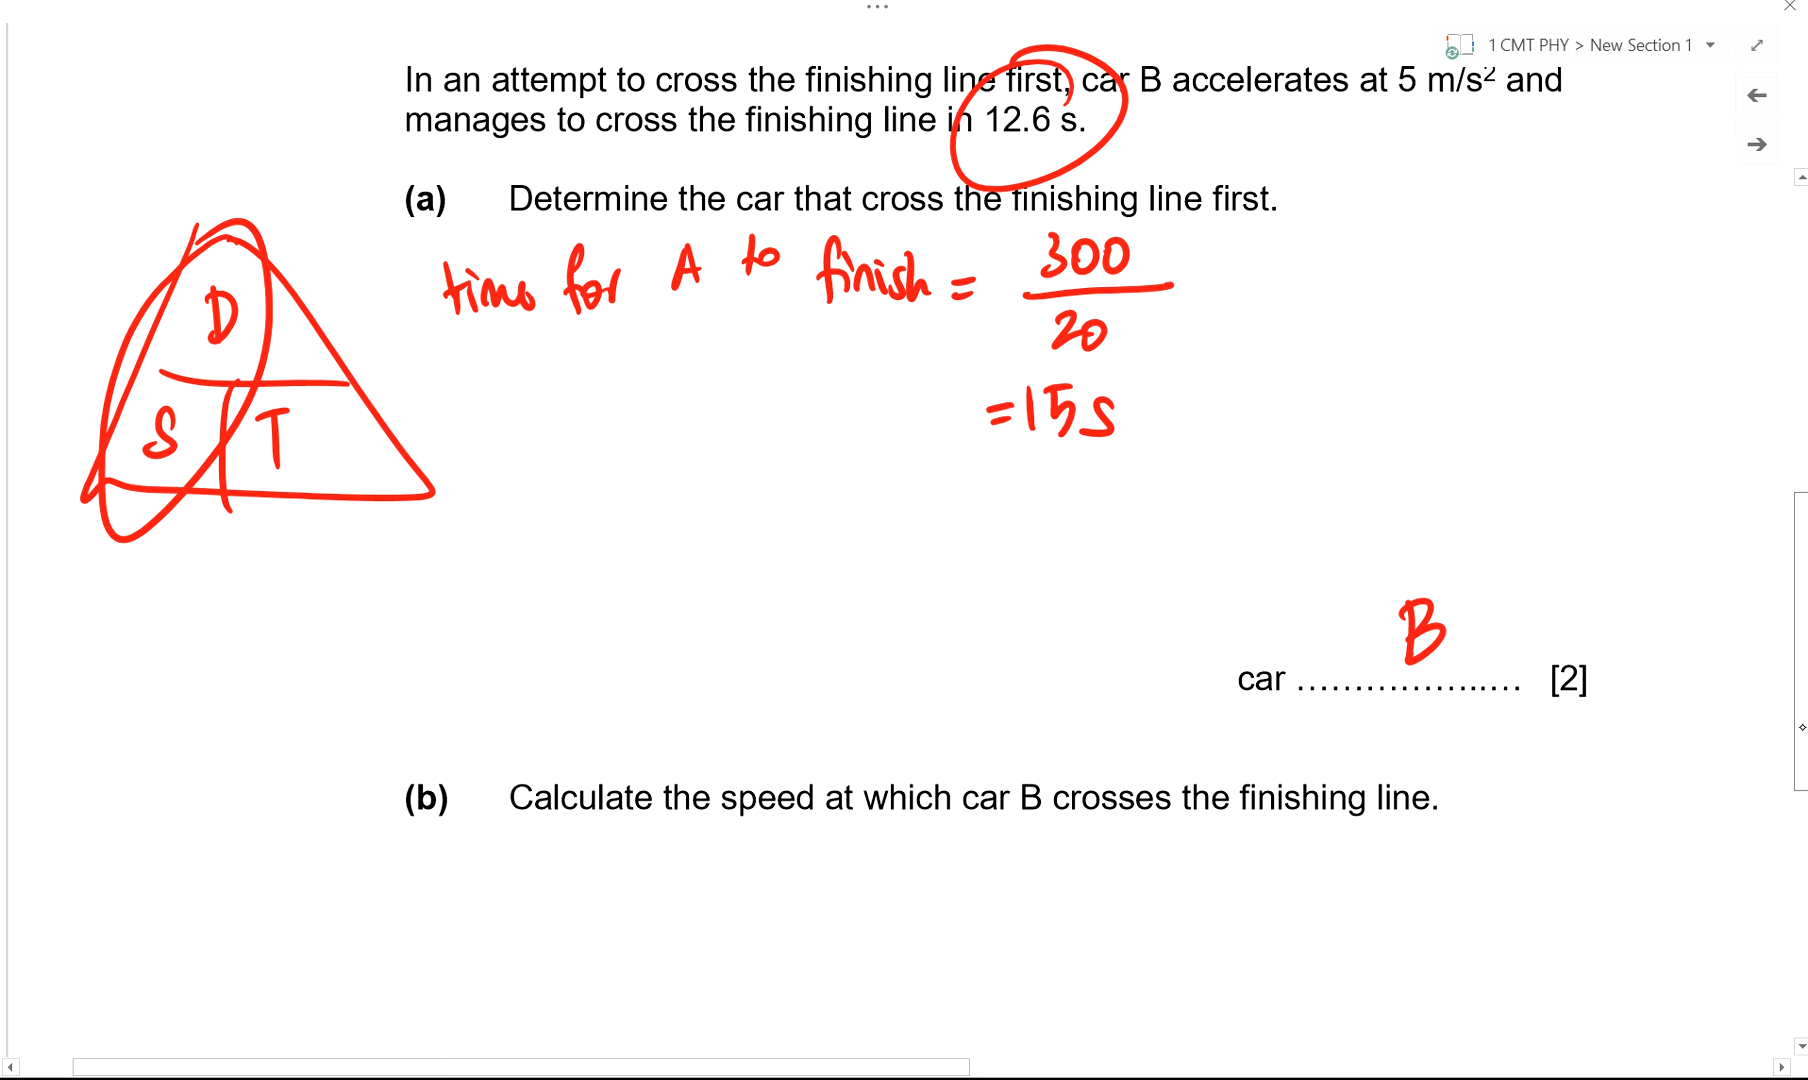 1 CMT PHY > New Section 1
In an attempt to cross the finishing line first, car B accelerates at 5 m/s² and
manages to cross the finishing line in 12.6 s.
(a) Determine the car that cross the finishing line first.
time for A to finish = 300
20
= 15s
D
S T
B
car ...................... [2]
(b) Calculate the speed at which car B crosses the finishing line.